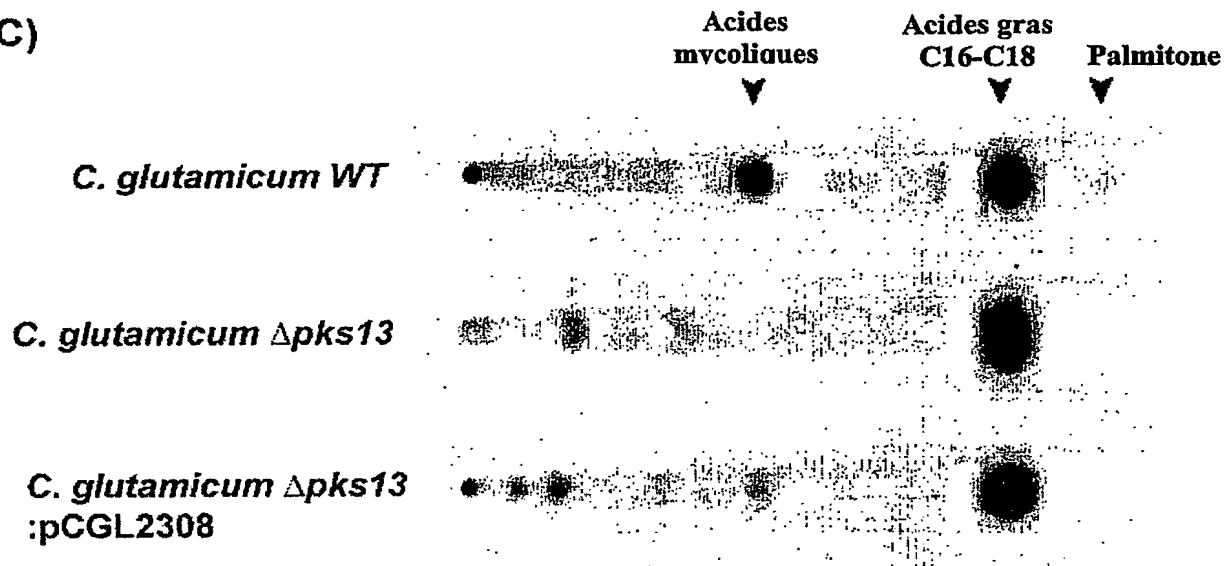 C)
Acides
mycoliques
Acides gras
C16-C18
Palmitone
C. glutamicum WT
C. glutamicum Δpks13
C. glutamicum Δpks13
:pCGL2308